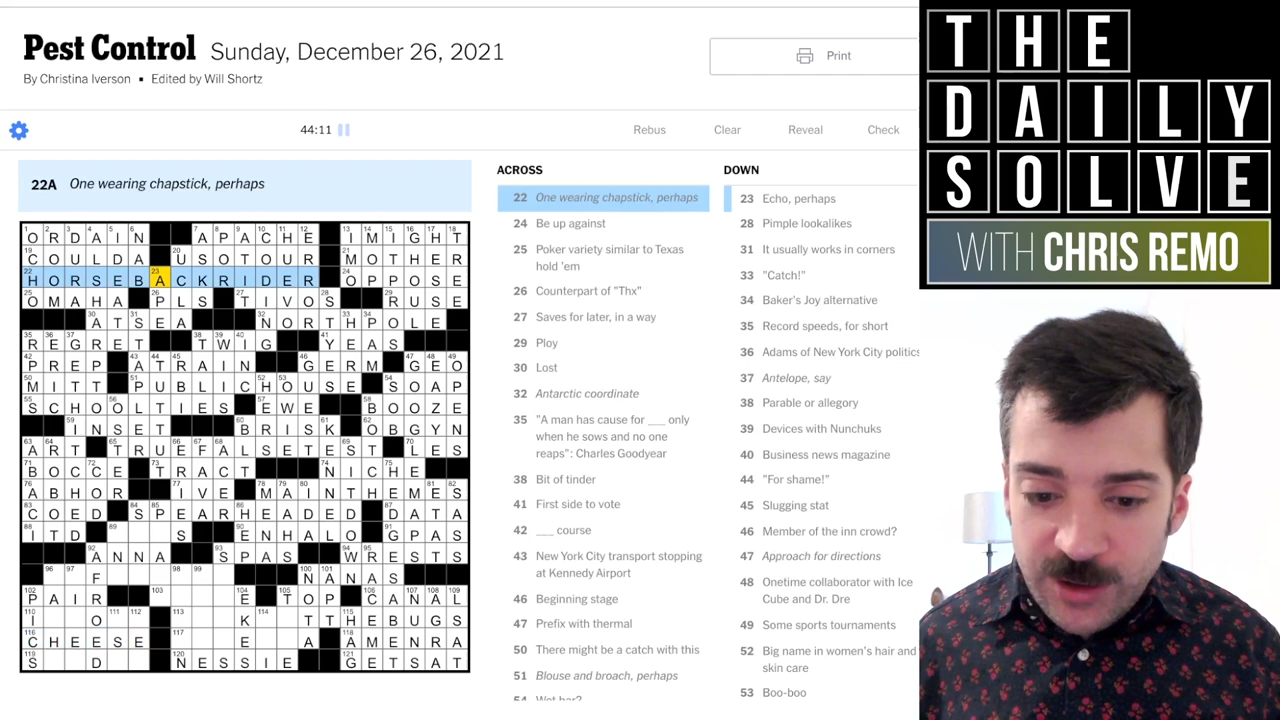 Pest Control Sunday, December 26, 2021
By Christina Iverson ▪ Edited by Will Shortz
Print
44:11
Rebus Clear Reveal Check
22A One wearing chapstick, perhaps
ORDAIN APACHE IMIGHT
COULDA USOTOUR MOTHER
HORSEBACKRIDER OPPOSE
OMAHA PLS TIVOS RUSE
ATSEA NORTHPOLE
REGRET TWIG YEAS
PREP ATRAIN GERM GEO
MITT PUBLICHOUSE SOAP
SCHOOLTIES EWE BOOZE
INSET BRISK OBGYN
ART TRUEFALSETEST LES
BOCCE TRACT NICHE
ABHOR IVE MAINTHEMES
COED SPEARHEADED DATA
ITD S ENHALO GPAS
ANNA SPAS WRESTS
F NANAS
PAIR E TOP CANAL
I O K TTHEBUGS
CHEESE E A AMENRA
S D NESSIE GETSAT
ACROSS
22 One wearing chapstick, perhaps
24 Be up against
25 Poker variety similar to Texas
hold 'em
26 Counterpart of "Thx"
27 Saves for later, in a way
29 Ploy
30 Lost
32 Antarctic coordinate
35 "A man has cause for ___ only
when he sows and no one
reaps": Charles Goodyear
38 Bit of tinder
41 First side to vote
42 ___ course
43 New York City transport stopping
at Kennedy Airport
46 Beginning stage
47 Prefix with thermal
50 There might be a catch with this
51 Blouse and broach, perhaps
54 Wet bar?
DOWN
23 Echo, perhaps
28 Pimple lookalikes
31 It usually works in corners
33 "Catch!"
34 Baker's Joy alternative
35 Record speeds, for short
36 Adams of New York City politics
37 Antelope, say
38 Parable or allegory
39 Devices with Nunchuks
40 Business news magazine
44 "For shame!"
45 Slugging stat
46 Member of the inn crowd?
47 Approach for directions
48 Onetime collaborator with Ice
Cube and Dr. Dre
49 Some sports tournaments
52 Big name in women's hair and
skin care
53 Boo-boo
THE
DAILY
SOLVE
WITH CHRIS REMO